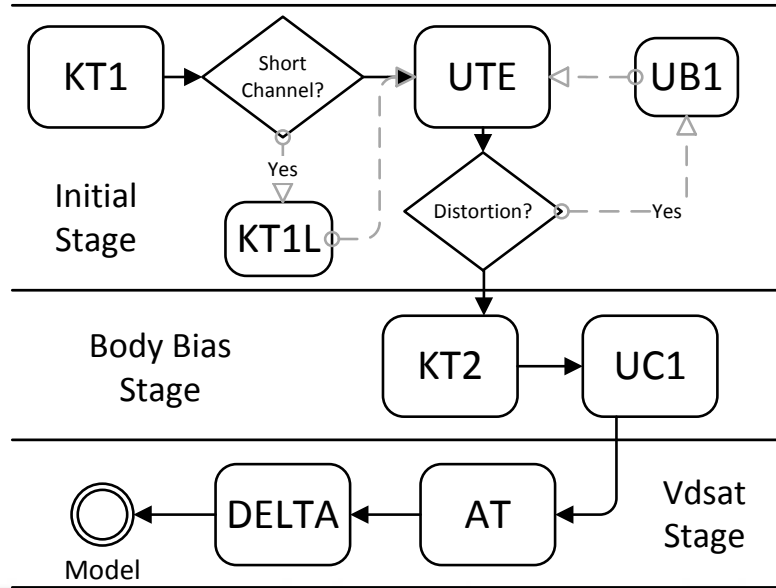 KT1
Short
Channel?
UTE
UB1
Yes
KT1L
Distortion?
Yes
Initial
Stage
Body Bias
Stage
KT2
UC1
Model
DELTA
AT
Vdsat
Stage